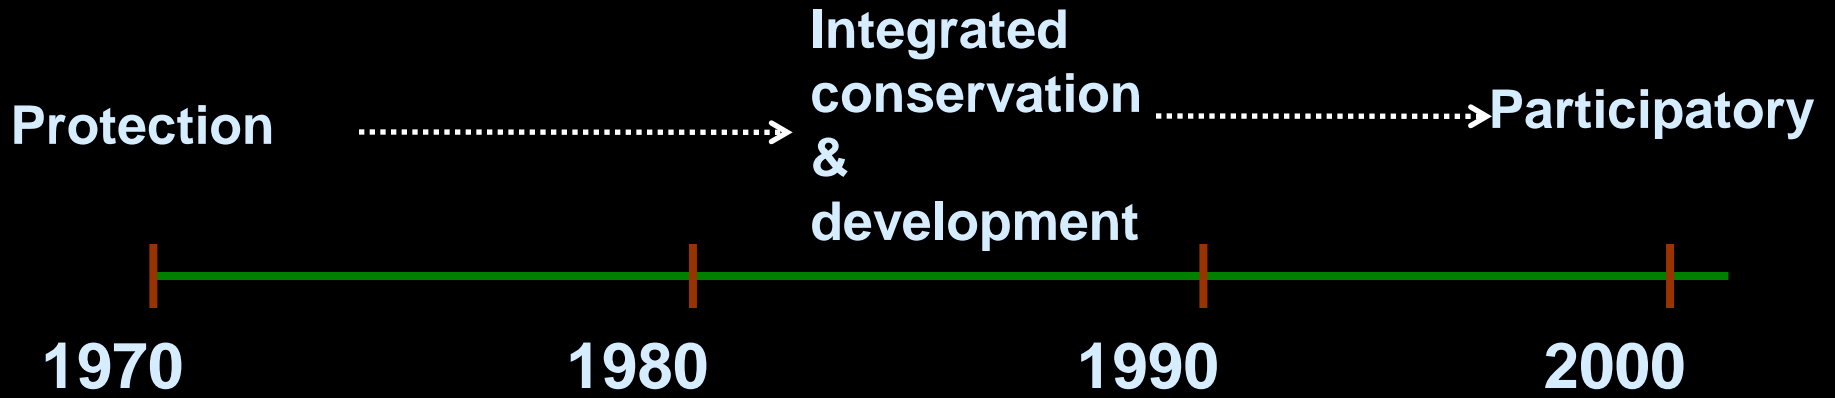 Protection
Integrated
conservation
&
development
Participatory
1970
1980
1990
2000